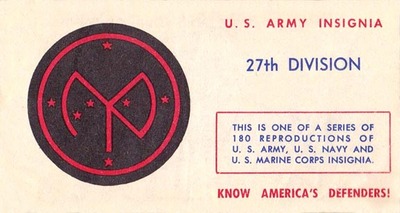 U. S. ARMY INSIGNIA
27th DIVISION
THIS IS ONE OF A SERIES OF
180 REPRODUCTIONS OF
U. S. ARMY, U. S. NAVY AND
U. S. MARINE CORPS INSIGNIA.
KNOW AMERICA'S DEFENDERS!